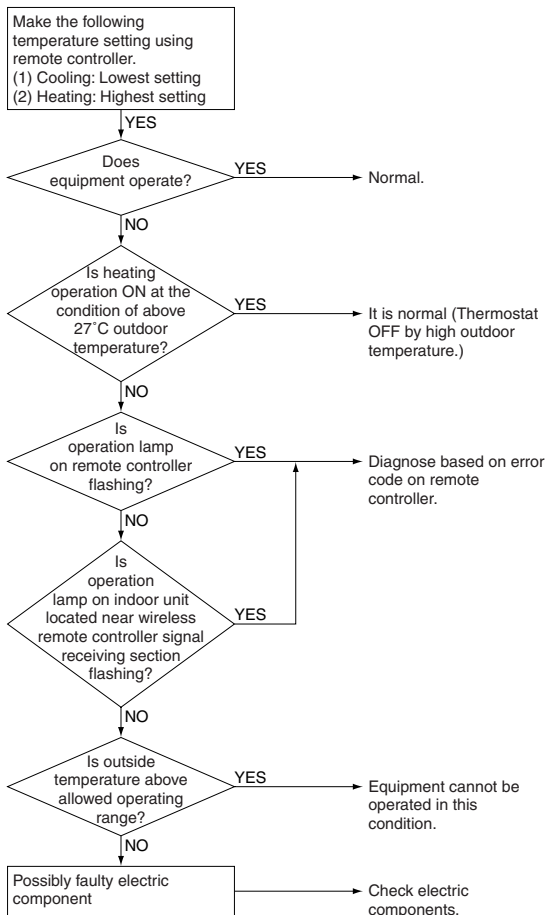 Make the following
temperature setting using
remote controller.
(1) Cooling: Lowest setting
(2) Heating: Highest setting
YES
Does
equipment operate?
YES
Normal.
NO
Is heating
operation ON at the
condition of above
27˚C outdoor
temperature?
YES
It is normal (Thermostat
OFF by high outdoor
temperature.)
NO
Is
operation lamp
on remote controller
flashing?
YES
Diagnose based on error
code on remote
controller.
NO
Is
operation
lamp on indoor unit
located near wireless
remote controller signal
receiving section
flashing?
YES
NO
Is outside
temperature above
allowed operating
range?
YES
Equipment cannot be
operated in this
condition.
NO
Possibly faulty electric
component
Check electric
components.